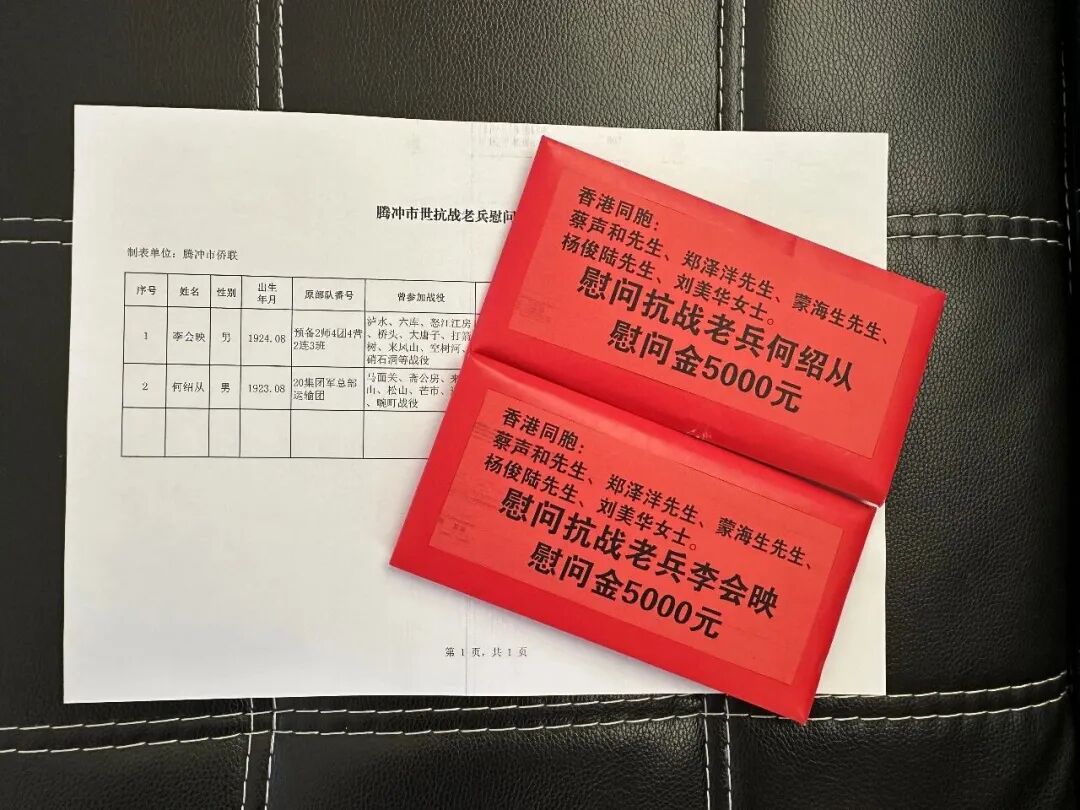 腾冲市世抗战老兵慰问
制表单位：腾冲市侨联
序号 姓名 性别 出生年月 原部队番号 曾参加战役
1 李会映 男 1924.08 预备2师4团4营2连3班 泸水、六库、怒江江房、桥头、大庸子、打箭树、来凤山、空树河、硝石洞等战役
2 何绍从 男 1923.08 20集团军总部运输团 马面关、斋公房、来山、松山、芒市、、畹町战役
第 1 页，共 1 页
香港同胞：
蔡声和先生、郑泽洋先生、蒙海生先生、
杨俊陆先生、刘美华女士。
慰问抗战老兵何绍从
慰问金5000元
香港同胞：
蔡声和先生、郑泽洋先生、蒙海生先生、
杨俊陆先生、刘美华女士。
慰问抗战老兵李会映
慰问金5000元